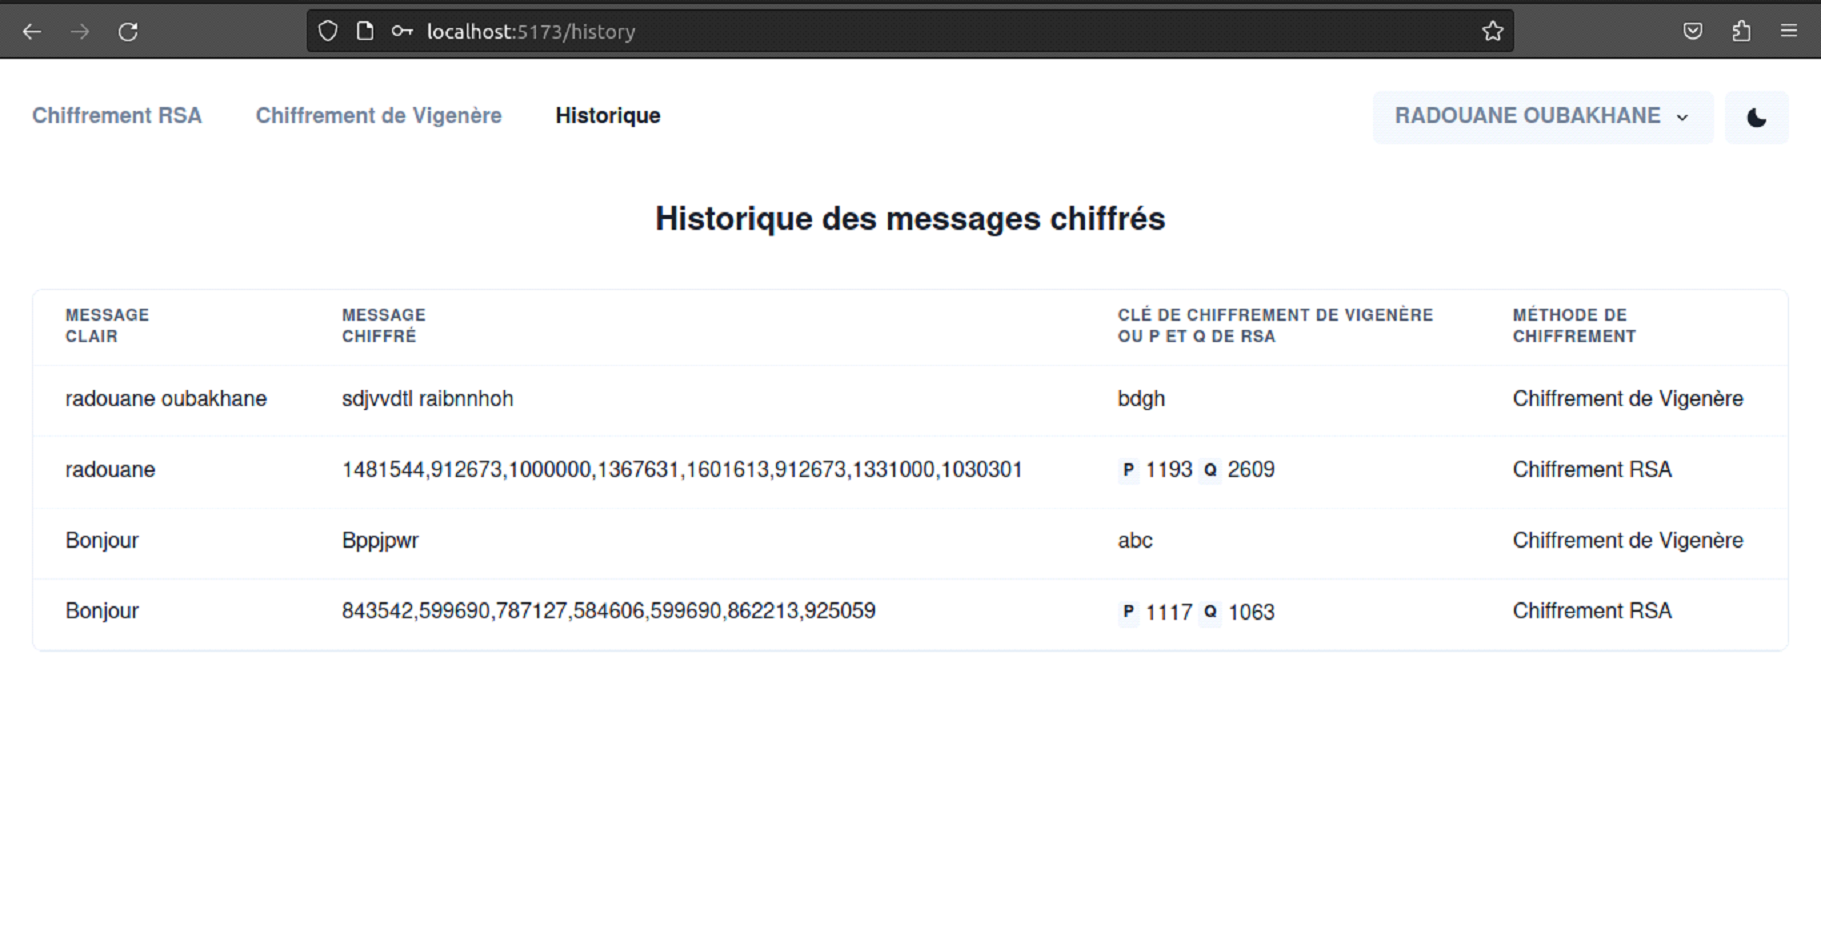 localhost:5173/history
Chiffrement RSA Chiffrement de Vigenère Historique RADOUANE OUBAKHANE
Historique des messages chiffrés
MESSAGE CLAIR MESSAGE CHIFFRÉ CLÉ DE CHIFFREMENT DE VIGENÈRE OU P ET Q DE RSA MÉTHODE DE CHIFFREMENT
radouane oubakhane sdjvvdtl raibnnhoh bdgh Chiffrement de Vigenère
radouane 1481544,912673,1000000,1367631,1601613,912673,1331000,1030301 P 1193 Q 2609 Chiffrement RSA
Bonjour Bppjpwr abc Chiffrement de Vigenère
Bonjour 843542,599690,787127,584606,599690,862213,925059 P 1117 Q 1063 Chiffrement RSA